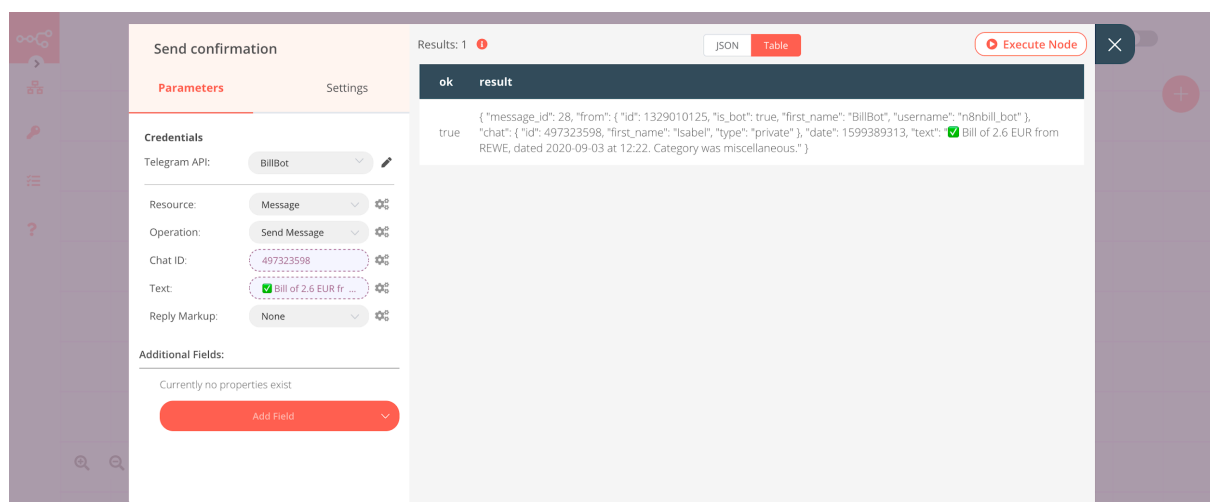 Send confirmation
Parameters
Settings
Credentials
Telegram API:
BillBot
Resource:
Message
Operation:
Send Message
Chat ID:
497323598
Text:
✅ Bill of 2.6 EUR fr ...
Reply Markup:
None
Additional Fields:
Currently no properties exist
Add Field
Results: 1
JSON
Table
Execute Node
ok
result
true
{ "message_id": 28, "from": { "id": 1329010125, "is_bot": true, "first_name": "BillBot", "username": "n8nbill_bot" },
"chat": { "id": 497323598, "first_name": "Isabel", "type": "private" }, "date": 1599389313, "text": "✅ Bill of 2.6 EUR from
REWE, dated 2020-09-03 at 12:22. Category was miscellaneous." }